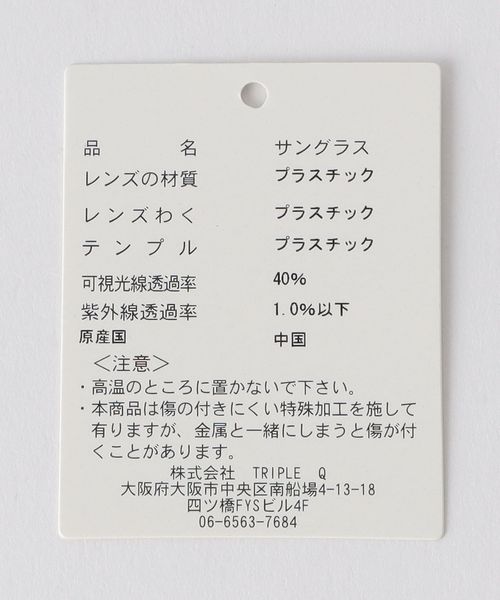 品名 サングラス
レンズの材質 プラスチック
レンズわく プラスチック
テンプル プラスチック
可視光線透過率 40%
紫外線透過率 1.0%以下
原産国 中国
＜注意＞
・高温のところに置かないで下さい。
・本商品は傷の付きにくい特殊加工を施して
有りますが、金属と一緒にしまうと傷が付
くことがあります。
株式会社 TRIPLE Q
大阪府大阪市中央区南船場4-13-18
四ツ橋FYSビル4F
06-6563-7684